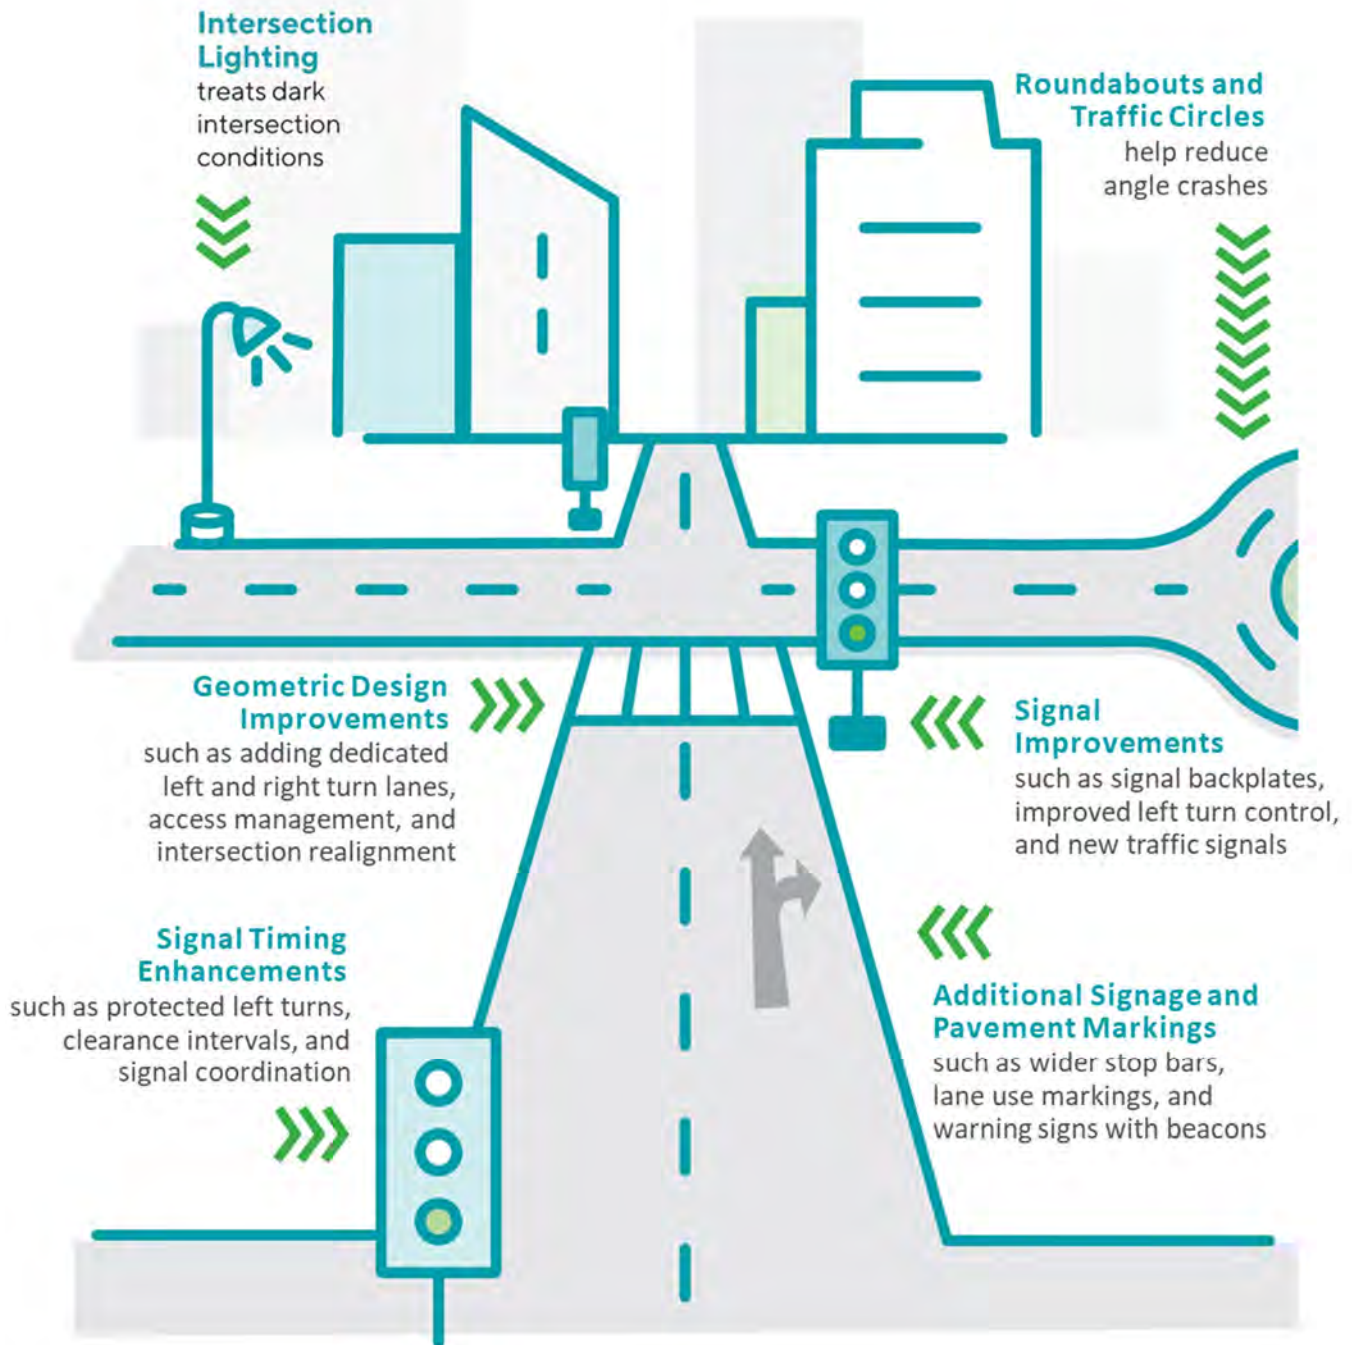 Intersection
Lighting
treats dark
intersection
conditions
Roundabouts and
Traffic Circles
help reduce
angle crashes
Geometric Design
Improvements
such as adding dedicated
left and right turn lanes,
access management, and
intersection realignment
Signal
Improvements
such as signal backplates,
improved left turn control,
and new traffic signals
Signal Timing
Enhancements
such as protected left turns,
clearance intervals, and
signal coordination
Additional Signage and
Pavement Markings
such as wider stop bars,
lane use markings, and
warning signs with beacons